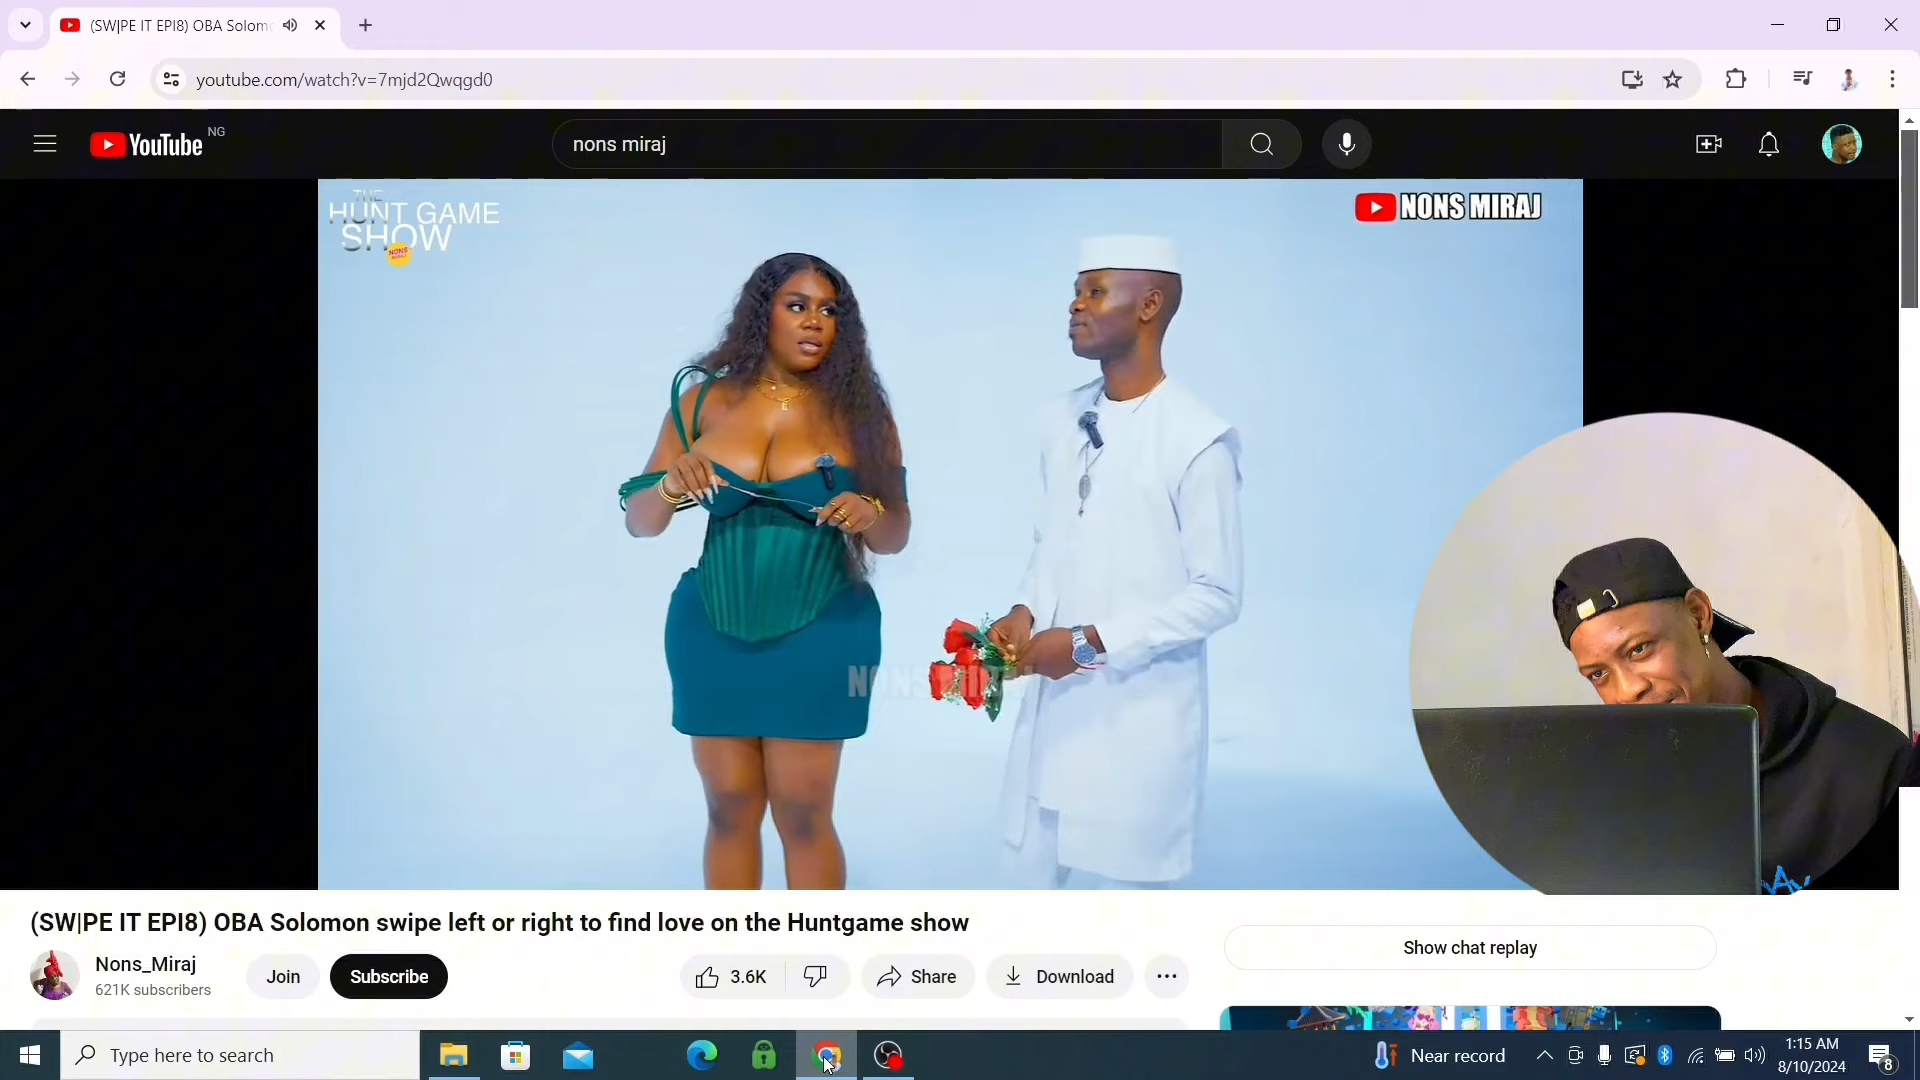 (SW|PE IT EPI8) OBA Solom
youtube.com/watch?v=7mjd2Qwqgd0
YouTube NG
nons miraj
THE
HUNT GAME
SHOW
NONS
NONS MIRAJ
NONS MIRAJ
(SW|PE IT EPI8) OBA Solomon swipe left or right to find love on the Huntgame show
Nons_Miraj
621K subscribers
Join
Subscribe
3.6K
Share
Download
Show chat replay
Type here to search
Near record
1:15 AM
8/10/2024
8